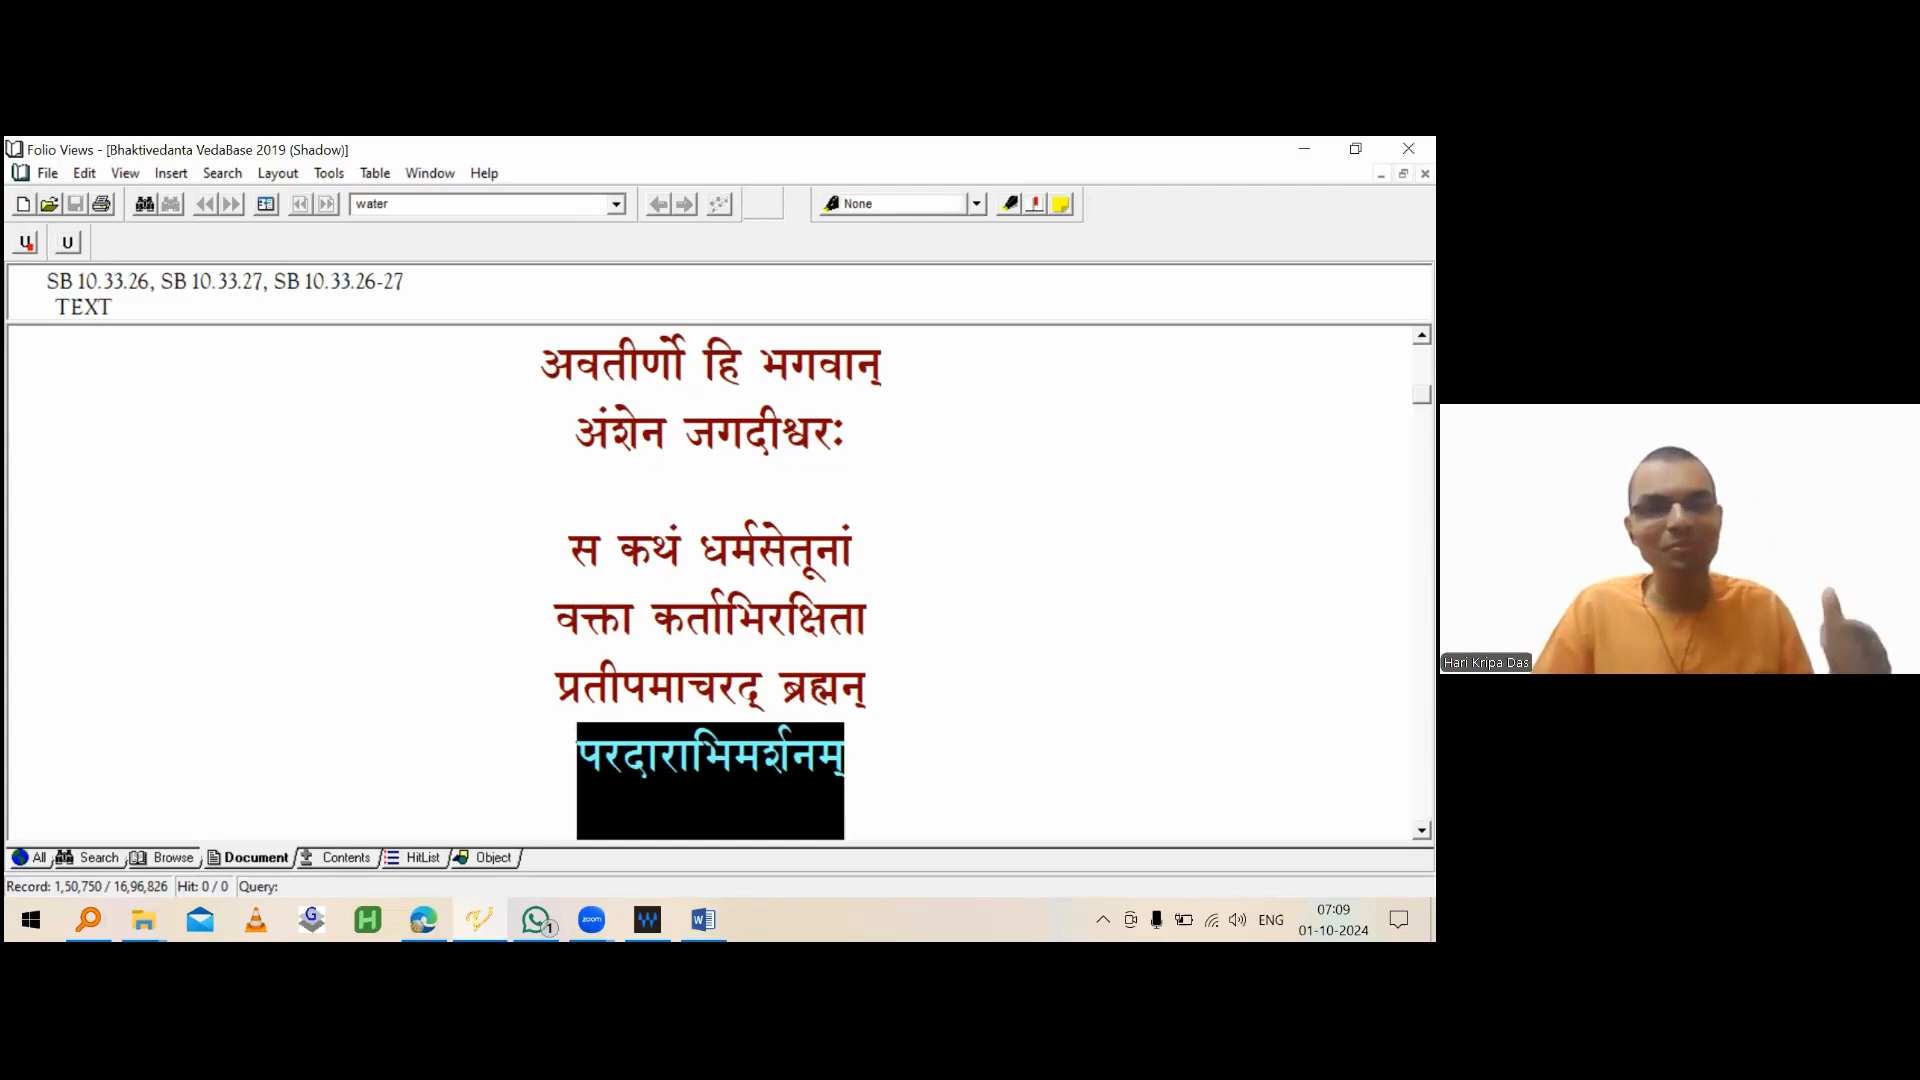 Folio Views - [Bhaktivedanta VedaBase 2019 (Shadow)]
File Edit View Insert Search Layout Tools Table Window Help
water
None
U U
SB 10.33.26, SB 10.33.27, SB 10.33.26-27
TEXT
अवतीर्णो हि भगवान्
अंशेन जगदीश्वरः
स कथं धर्मसेतूनां
वक्ता कर्ताभिरक्षिता
प्रतीपमाचरद् ब्रह्मन्
परदाराभिमर्शनम्
Hari Kripa Das
All Search Browse Document Contents HitList Object
Record: 1,50,750 / 16,96,826 Hit: 0 / 0 Query:
zoom
1
ENG
07:09
01-10-2024